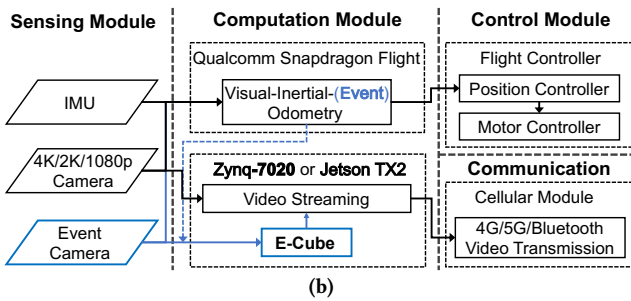 Sensing Module
Computation Module
Control Module
Qualcomm Snapdragon Flight
Flight Controller
IMU
Visual-Inertial-(Event)
Odometry
Position Controller
Motor Controller
4K/2K/1080p
Camera
Zynq-7020 or Jetson TX2
Video Streaming
Communication
Cellular Module
Event
Camera
E-Cube
4G/5G/Bluetooth
Video Transmission
(b)